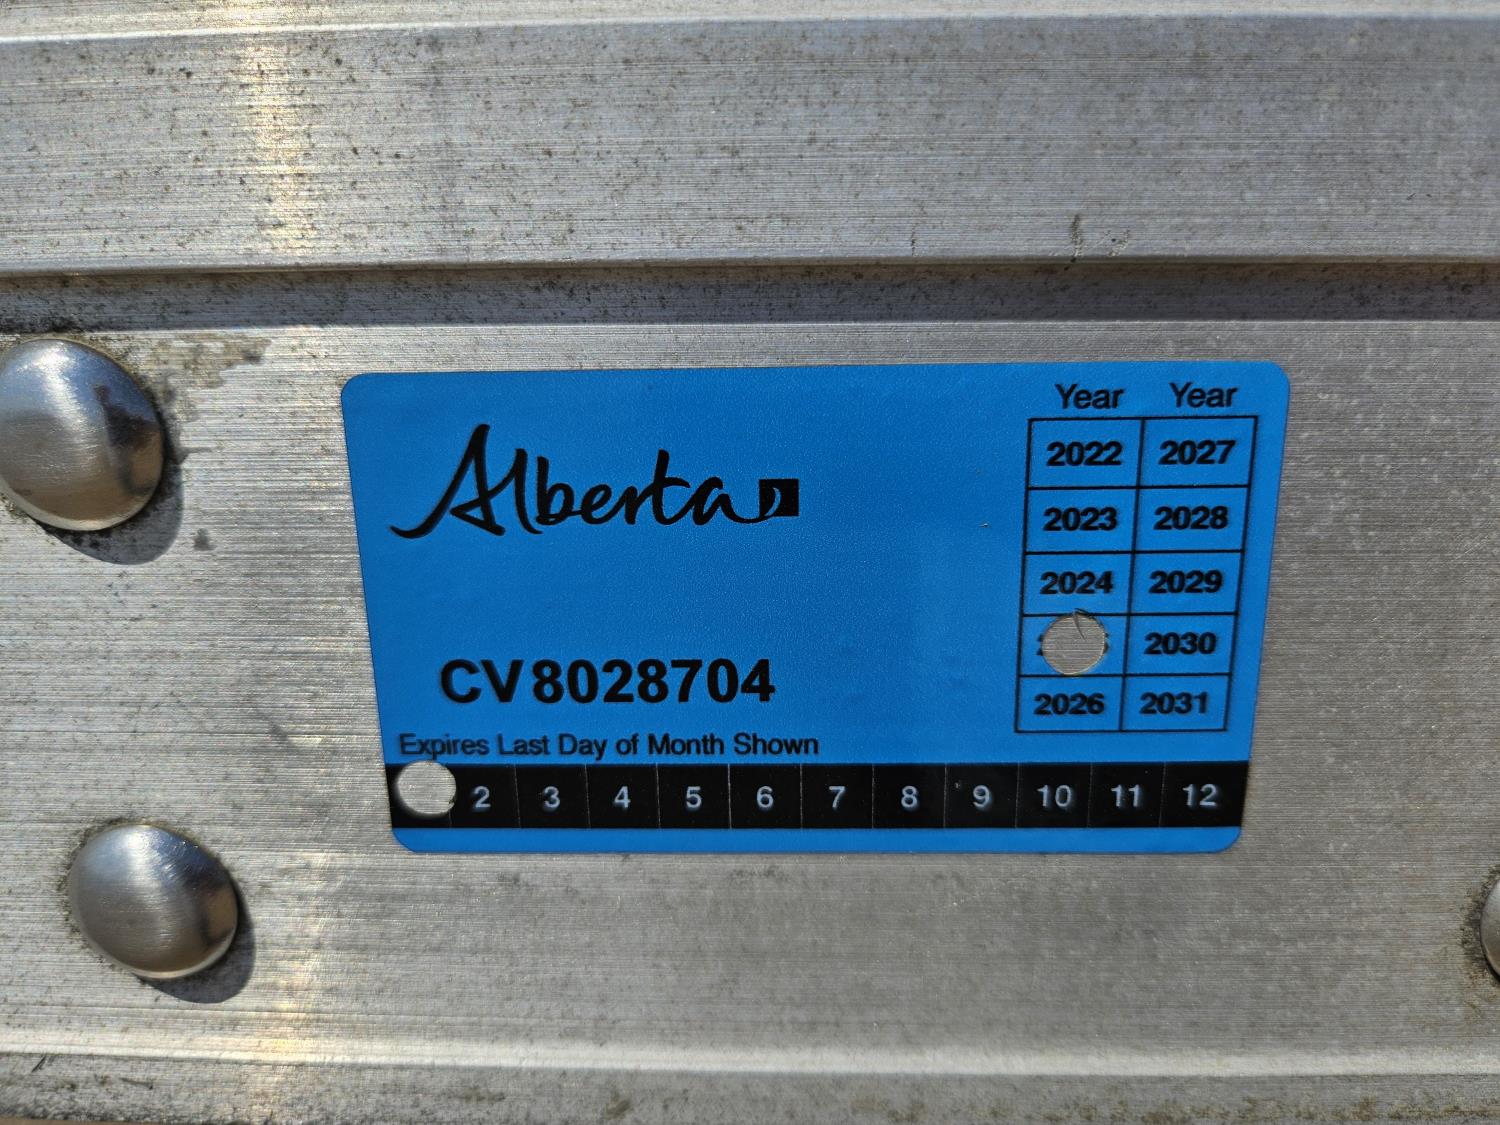 Alberta
Year Year
2022 2027
2023 2028
2024 2029
2030
2026 2031
CV8028704
Expires Last Day of Month Shown
2 3 4 5 6 7 8 9 10 11 12